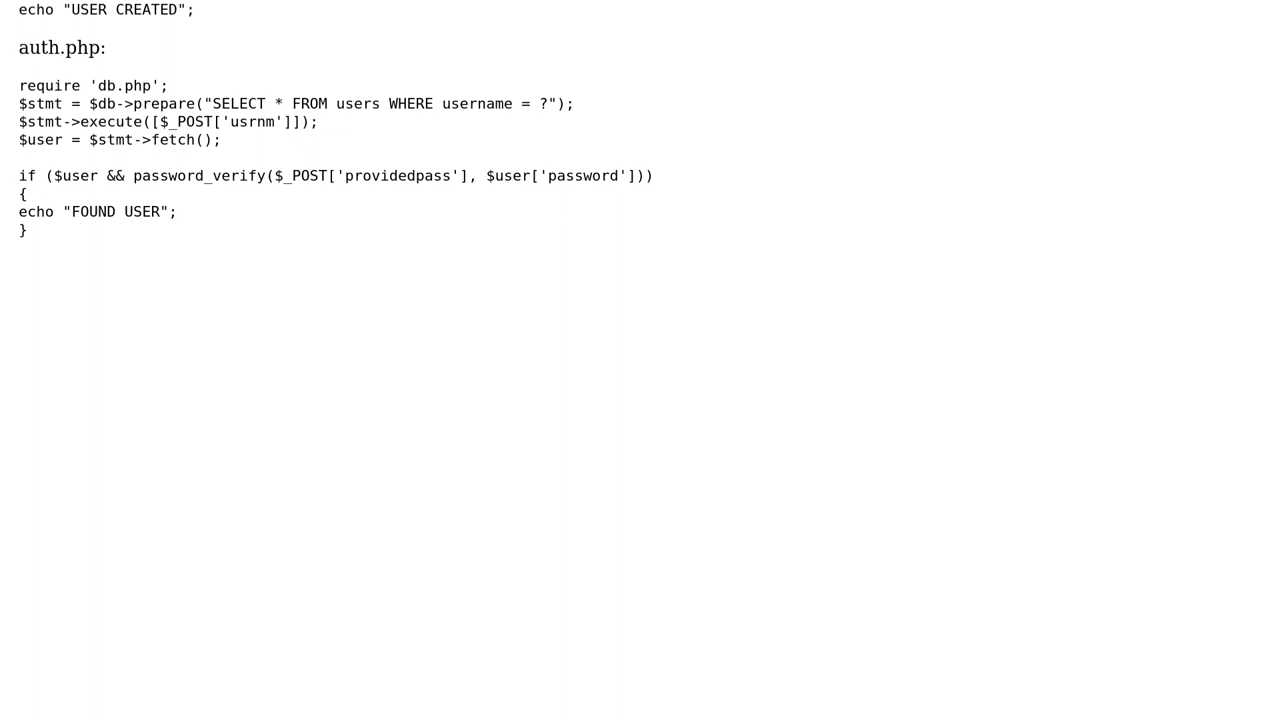 echo "USER CREATED";
auth.php:
require 'db.php';
$stmt = $db->prepare("SELECT * FROM users WHERE username = ?");
$stmt->execute([$_POST['usrnm']]);
$user = $stmt->fetch();
if ($user && password_verify($_POST['providedpass'], $user['password']))
{
echo "FOUND USER";
}